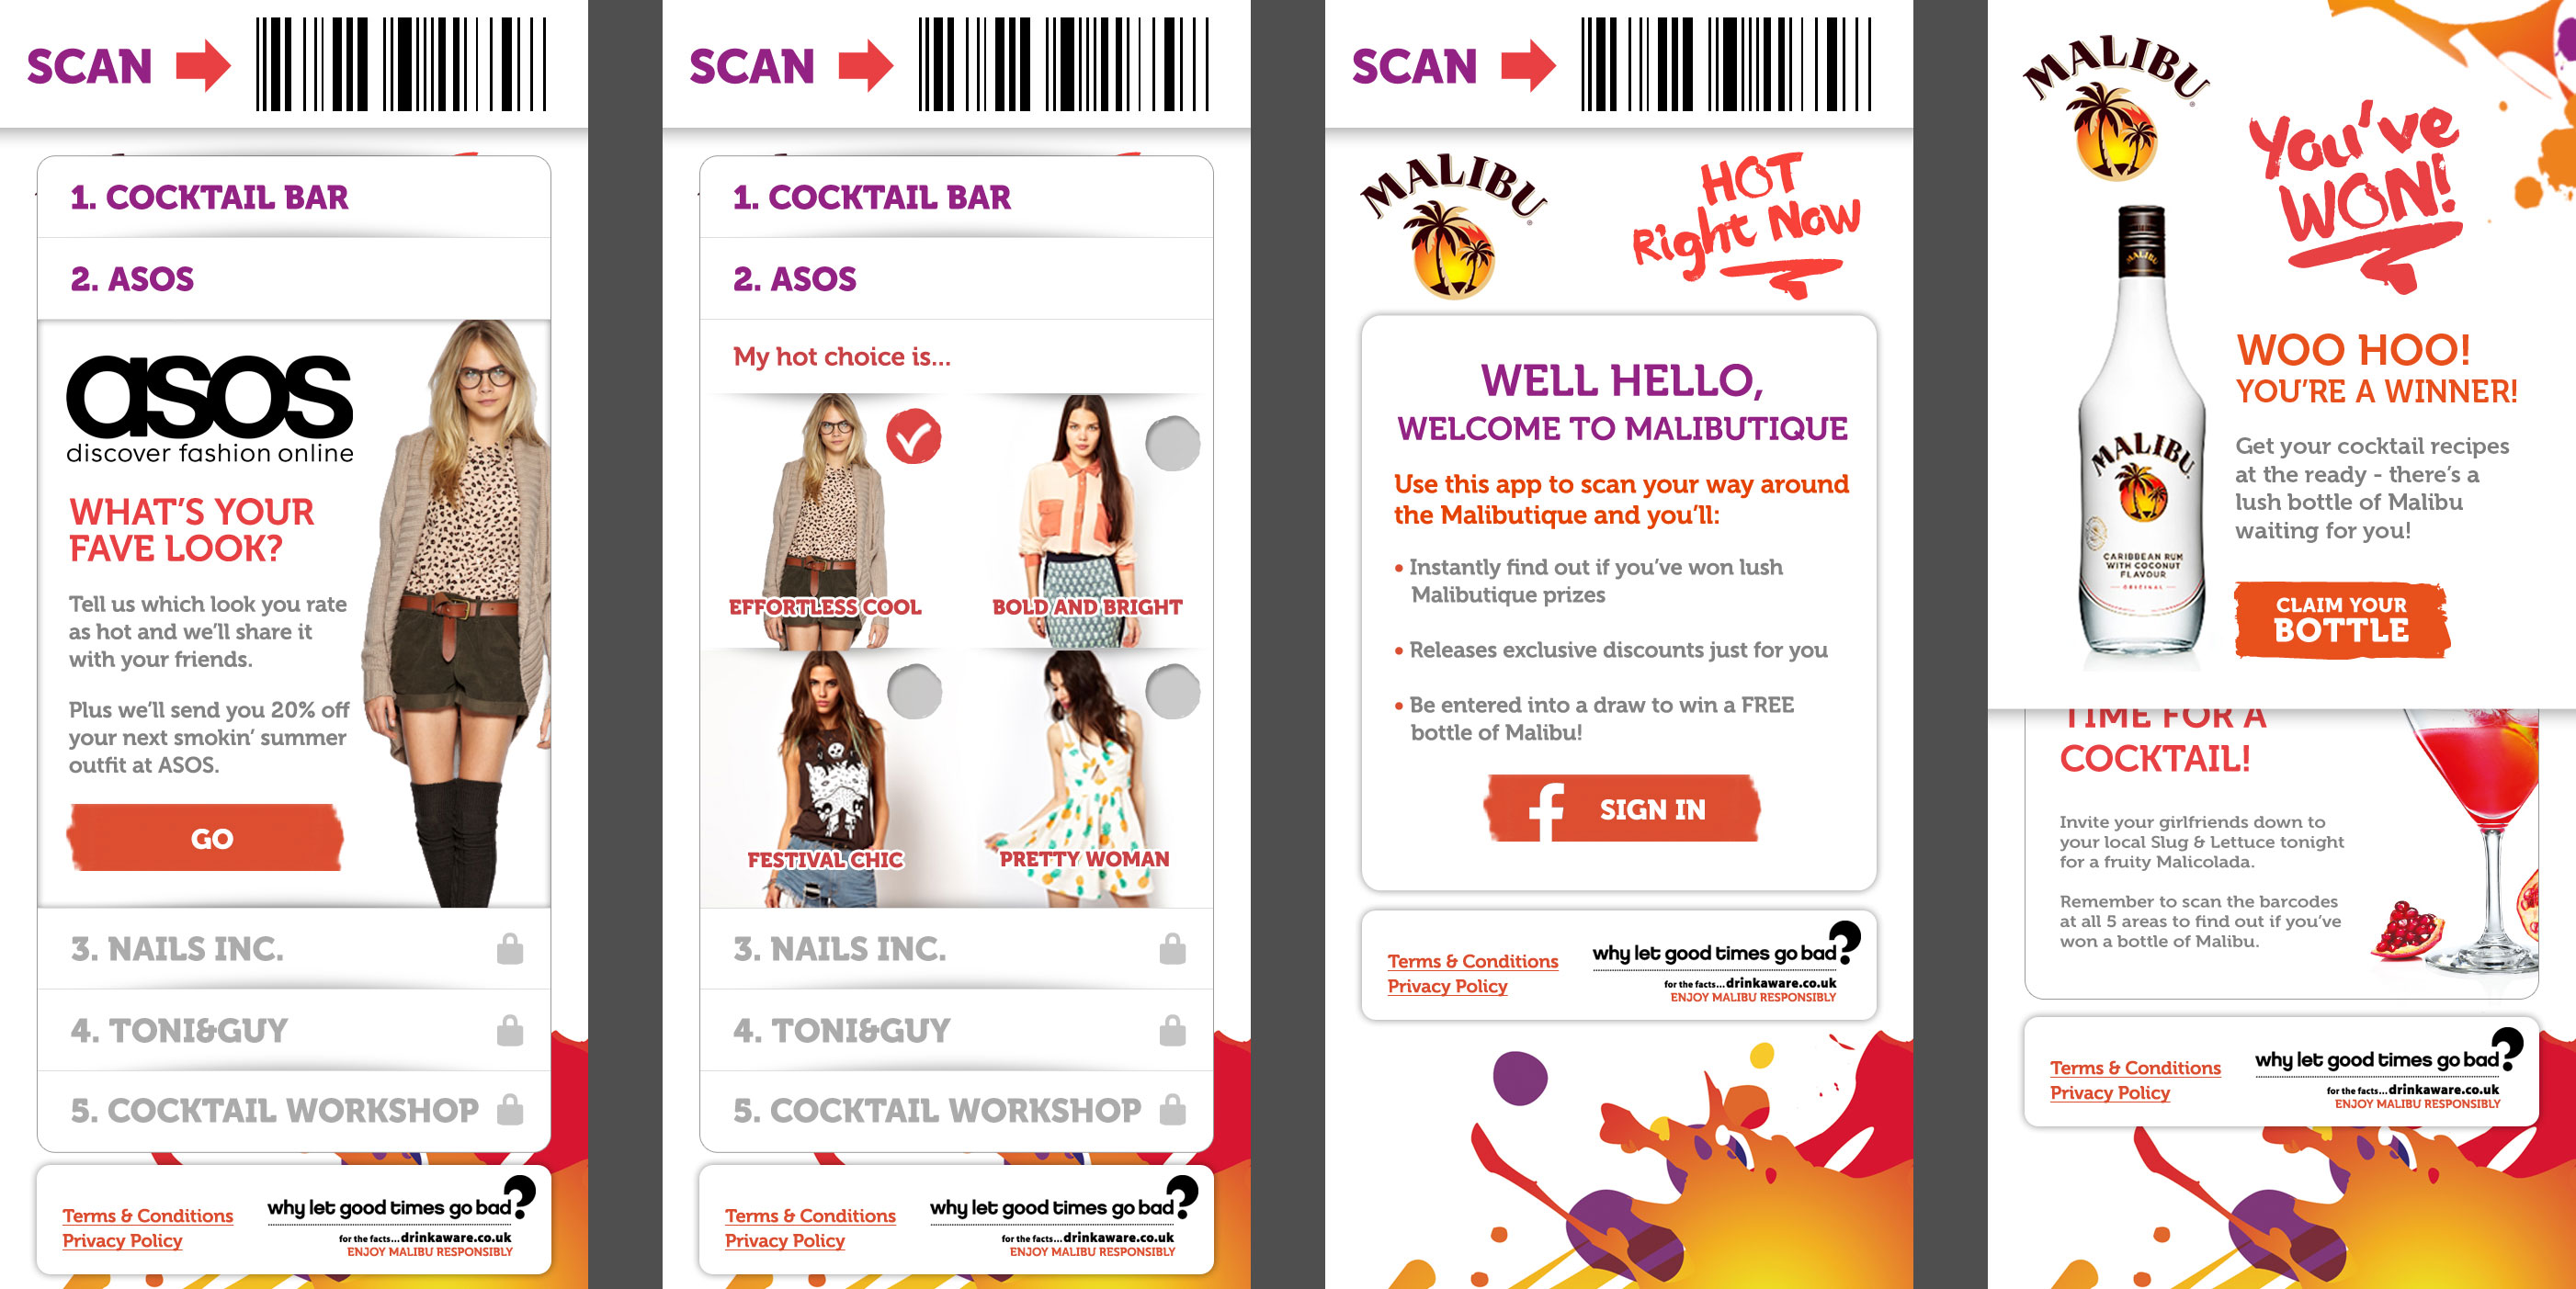 SCAN
1. COCKTAIL BAR
2. ASOS
asos
discover fashion online
WHAT'S YOUR
FAVE LOOK?
Tell us which look you rate
as hot and we'll share it
with your friends.
Plus we'll send you 20% off
your next smokin' summer
outfit at ASOS.
GO
3. NAILS INC.
4. TONI&GUY
5. COCKTAIL WORKSHOP
Terms & Conditions
Privacy Policy
why let good times go bad?
for the facts...drinkaware.co.uk
ENJOY MALIBU RESPONSIBLY
SCAN
1. COCKTAIL BAR
2. ASOS
My hot choice is...
EFFORTLESS COOL
BOLD AND BRIGHT
FESTIVAL CHIC
PRETTY WOMAN
3. NAILS INC.
4. TONI&GUY
5. COCKTAIL WORKSHOP
Terms & Conditions
Privacy Policy
why let good times go bad?
for the facts...drinkaware.co.uk
ENJOY MALIBU RESPONSIBLY
SCAN
MALIBU
HOT
Right Now
WELL HELLO,
WELCOME TO MALIBUTIQUE
Use this app to scan your way around
the Malibutique and you'll:
• Instantly find out if you've won lush
Malibutique prizes
• Releases exclusive discounts just for you
• Be entered into a draw to win a FREE
bottle of Malibu!
f SIGN IN
Terms & Conditions
Privacy Policy
why let good times go bad?
for the facts...drinkaware.co.uk
ENJOY MALIBU RESPONSIBLY
MALIBU
You've
WON!
MALIBU
MALIBU
CARIBBEAN RUM
WITH COCONUT
FLAVOUR
ORIGINAL
WOO HOO!
YOU'RE A WINNER!
Get your cocktail recipes
at the ready - there's a
lush bottle of Malibu
waiting for you!
CLAIM YOUR
BOTTLE
TIME FOR A
COCKTAIL!
Invite your girlfriends down to
your local Slug & Lettuce tonight
for a fruity Malicolada.
Remember to scan the barcodes
at all 5 areas to find out if you've
won a bottle of Malibu.
Terms & Conditions
Privacy Policy
why let good times go bad?
for the facts...drinkaware.co.uk
ENJOY MALIBU RESPONSIBLY